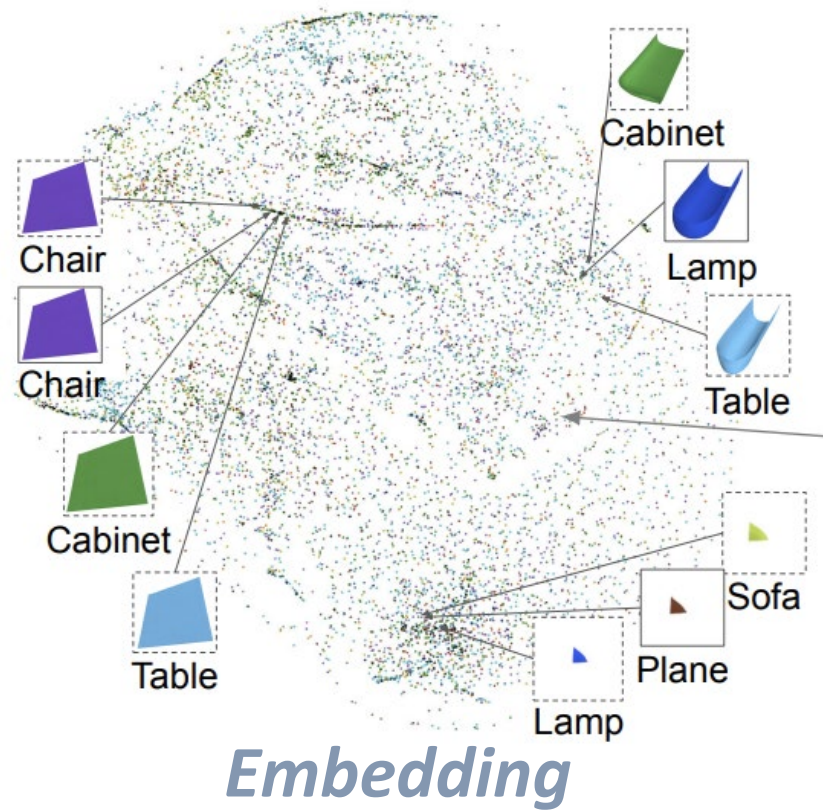 Cabinet
Chair
Lamp
Chair
Table
Cabinet
Sofa
Table
Plane
Lamp
Embedding